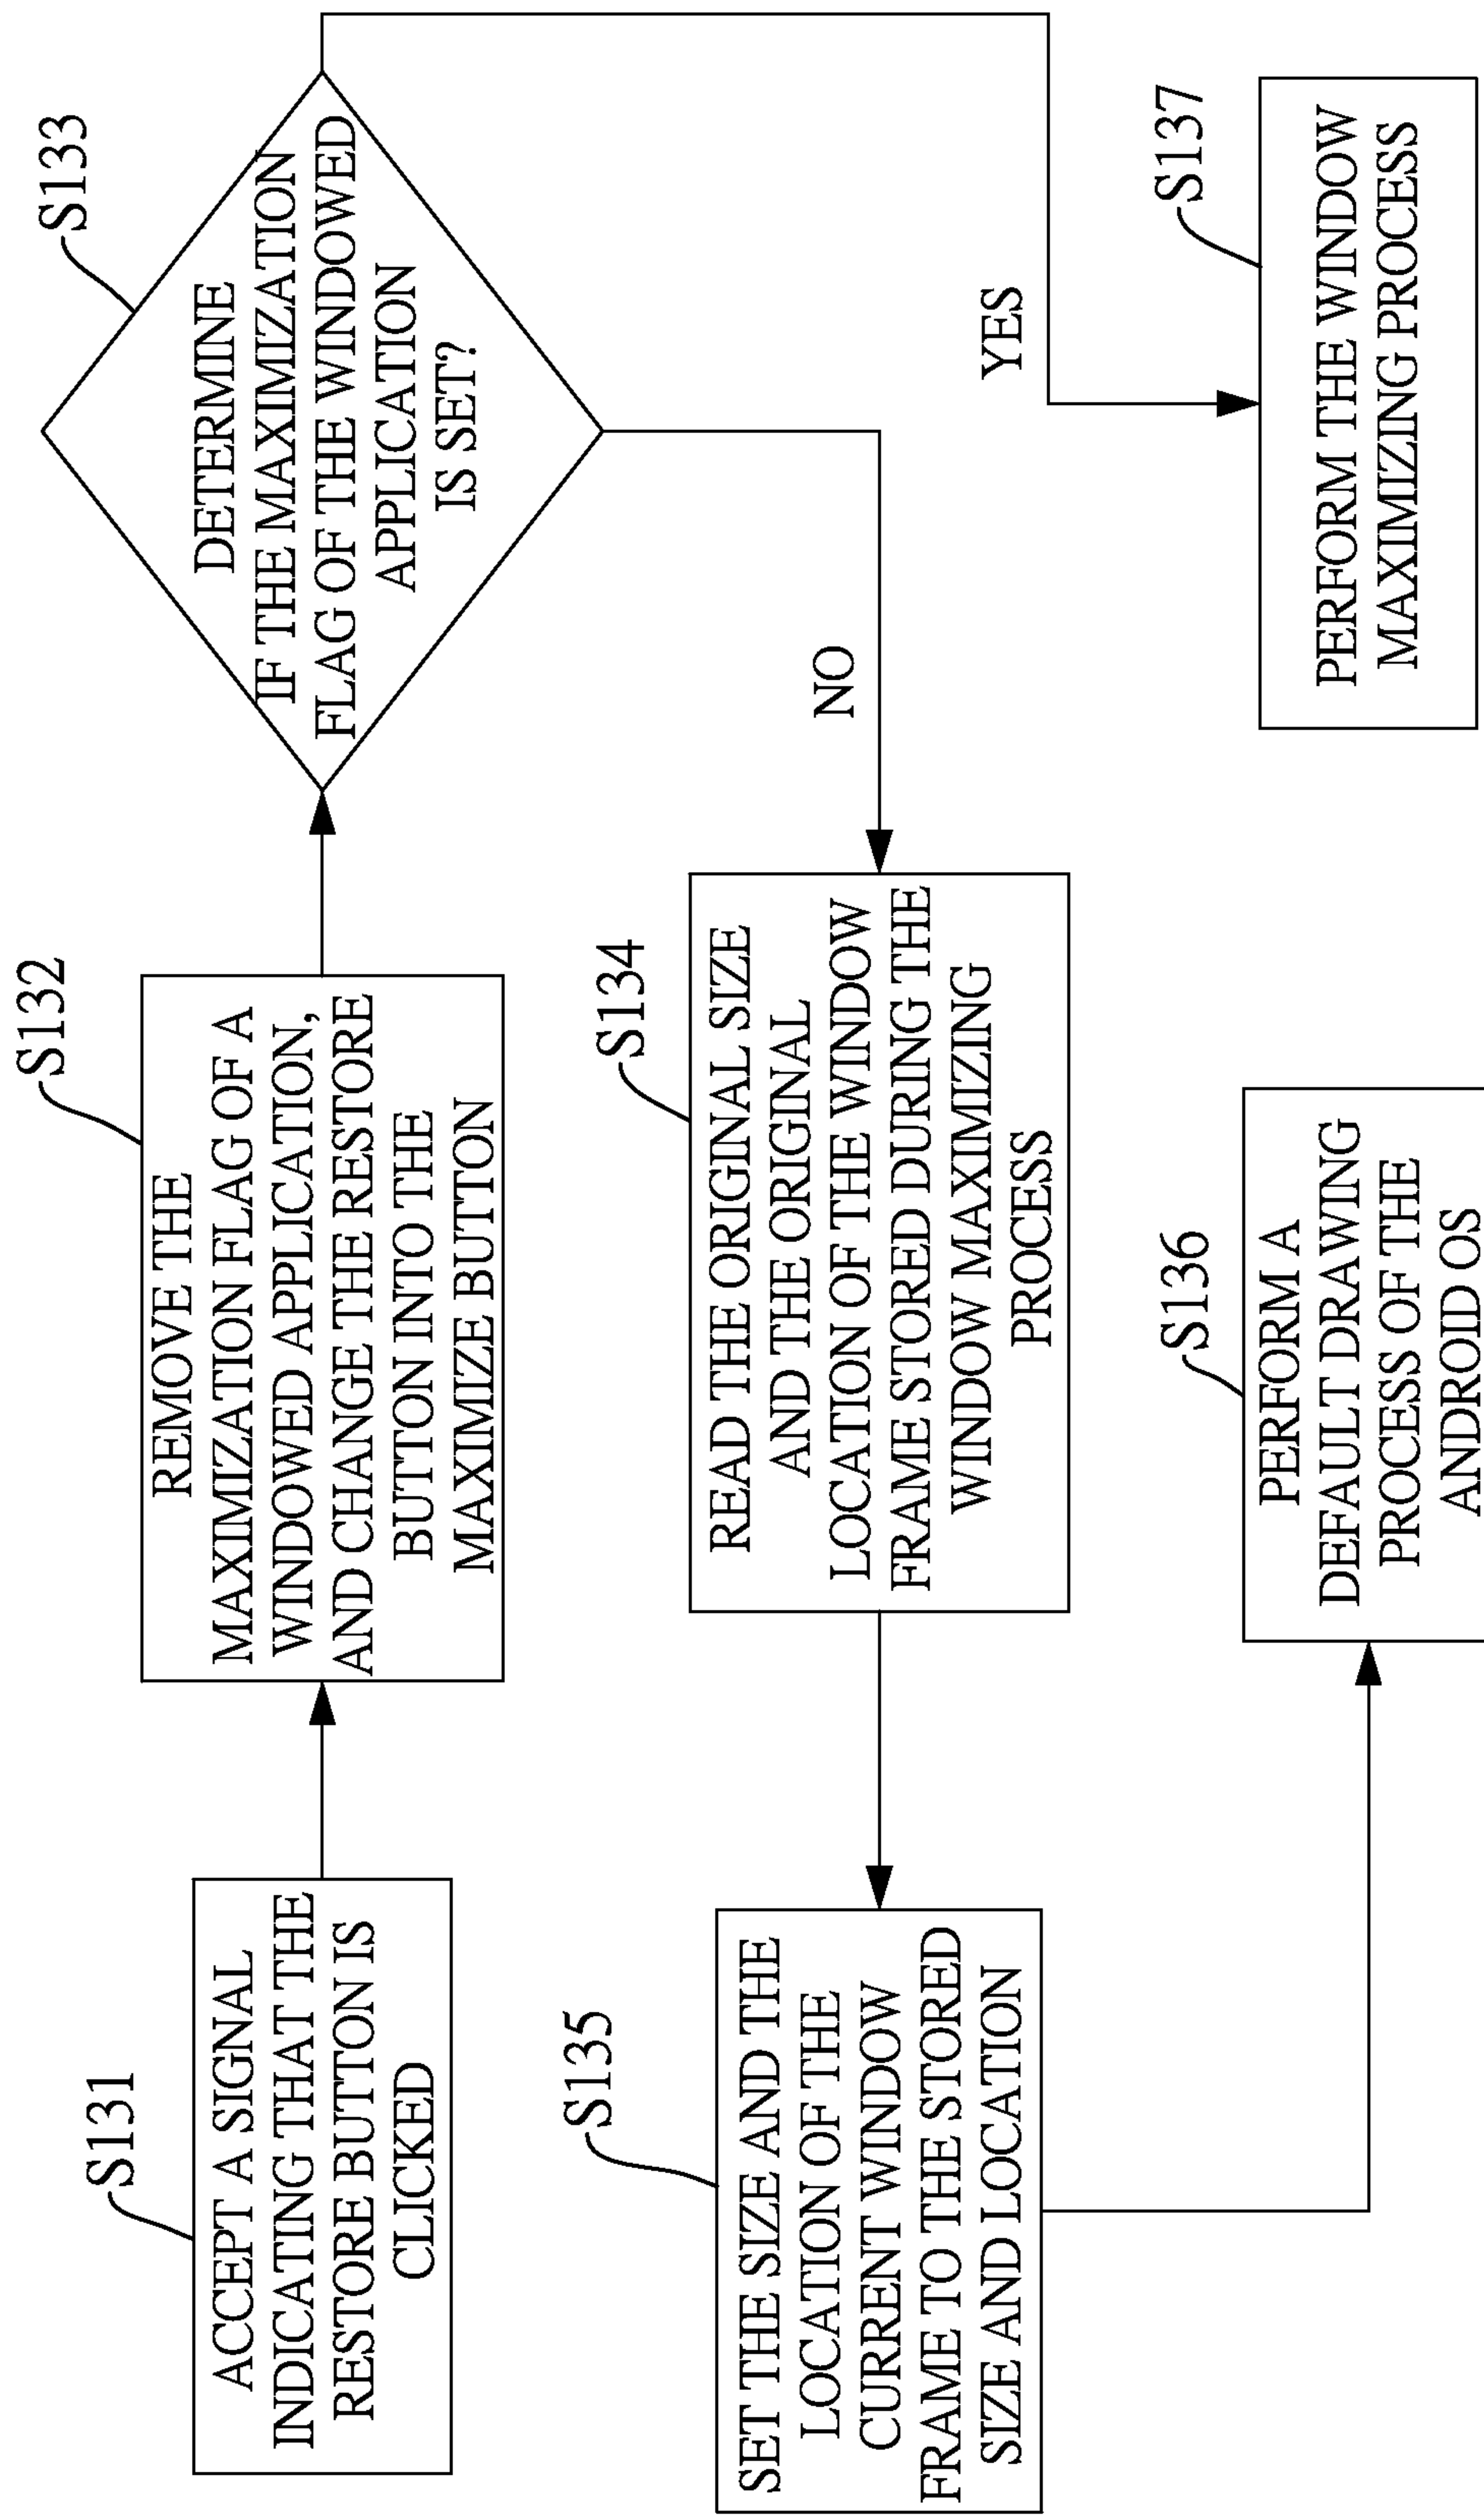 S131
ACCEPT A SIGNAL
INDICATING THAT THE
RESTORE BUTTON IS
CLICKED
S132
REMOVE THE
MAXIMIZATION FLAG OF A
WINDOWED APPLICATION,
AND CHANGE THE RESTORE
BUTTON INTO THE
MAXIMIZE BUTTON
S133
DETERMINE
IF THE MAXIMIZATION
FLAG OF THE WINDOWED
APPLICATION
IS SET?
NO
YES
S134
READ THE ORIGINAL SIZE
AND THE ORIGINAL
LOCATION OF THE WINDOW
FRAME STORED DURING THE
WINDOW MAXIMIZING
PROCESS
S135
SET THE SIZE AND THE
LOCATION OF THE
CURRENT WINDOW
FRAME TO THE STORED
SIZE AND LOCATION
S136
PERFORM A
DEFAULT DRAWING
PROCESS OF THE
ANDROID OS
S137
PERFORM THE WINDOW
MAXIMIZING PROCESS